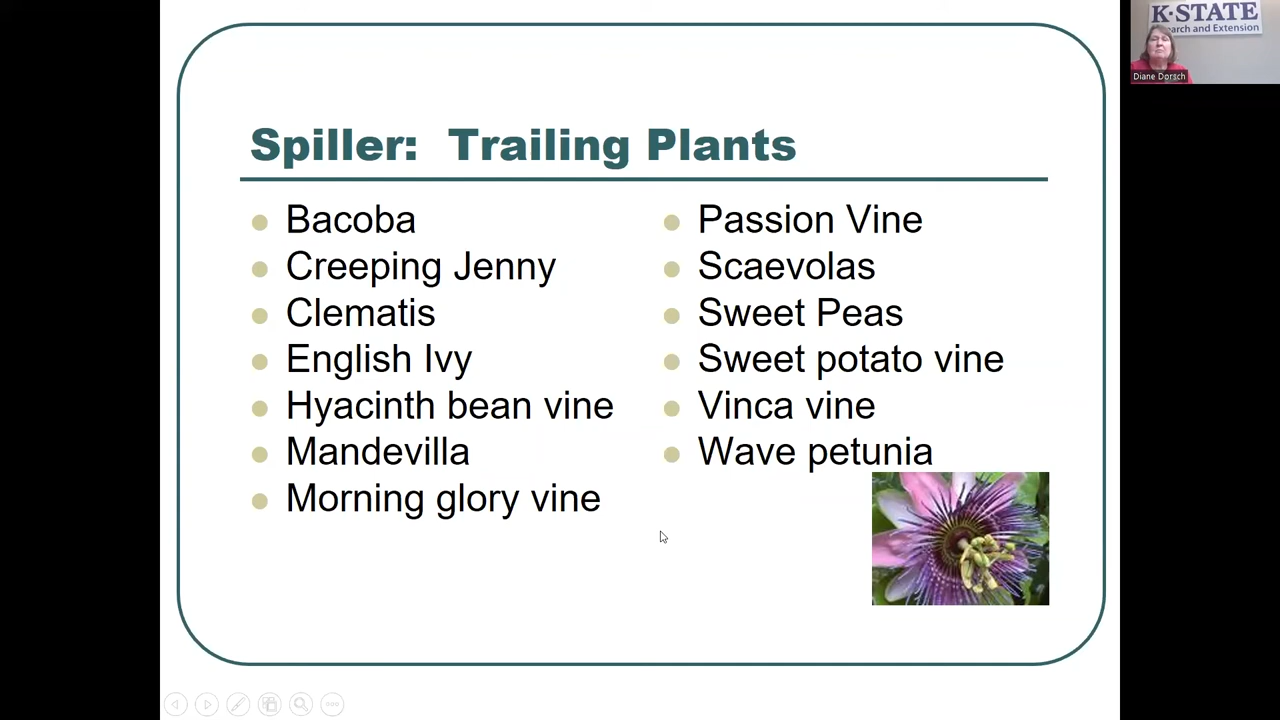 Spiller: Trailing Plants
Bacoba
Creeping Jenny
Clematis
English Ivy
Hyacinth bean vine
Mandevilla
Morning glory vine
Passion Vine
Scaevolas
Sweet Peas
Sweet potato vine
Vinca vine
Wave petunia
K-STATE
and Extension
Diane Dorsch